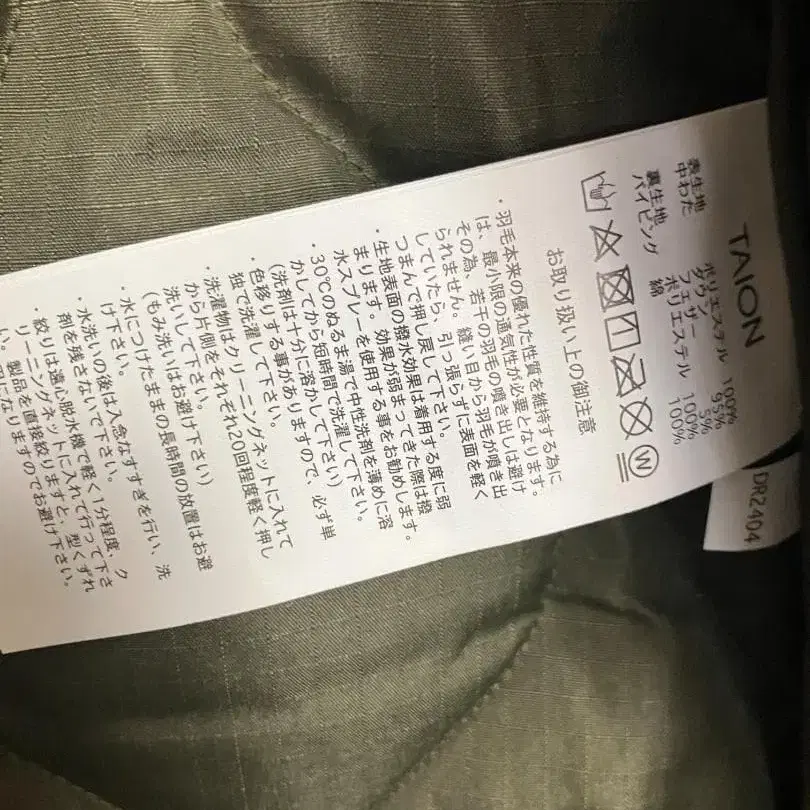 TAION
表生地 ポリエステル 100%
中わた ダウン 95%
フェザー 5%
裏生地 ポリエステル 100%
パイピング 綿 100%
W
お取り扱い上の御注意
・羽毛本来の優れた性質を維持する為に
は、最小限の通気性が必要となります。
その為、若干の羽毛の噴き出しは避け
られません。縫い目から羽毛が噴き出
していたら、引っ張らずに表面を軽く
つまんで押し戻して下さい。
・生地表面の撥水効果は着用する度に弱
まります。効果が弱まってきた際は撥
水スプレーを使用する事をお勧めします。
・30℃のぬるま湯で中性洗剤を薄めに溶
かしてから短時間で洗濯して下さい。
(洗剤は十分に溶かして下さい)
・色移りする事がありますので、必ず単
独で洗濯して下さい。
・洗濯物はクリーニングネットに入れて
から片側をそれぞれ20回程度軽く押し
洗いして下さい。
(もみ洗いはお避け下さい)
・水につけたままの長時間の放置はお避
け下さい。
・水洗いの後は入念なすすぎを行い、洗
剤を残さないで下さい。
・絞りは遠心脱水機で軽く1分程度、ク
リーニングネットに入れて行って下さ
い。製品を直接絞りますと、型くずれ
になりますのでお避け下さい。
DR2404